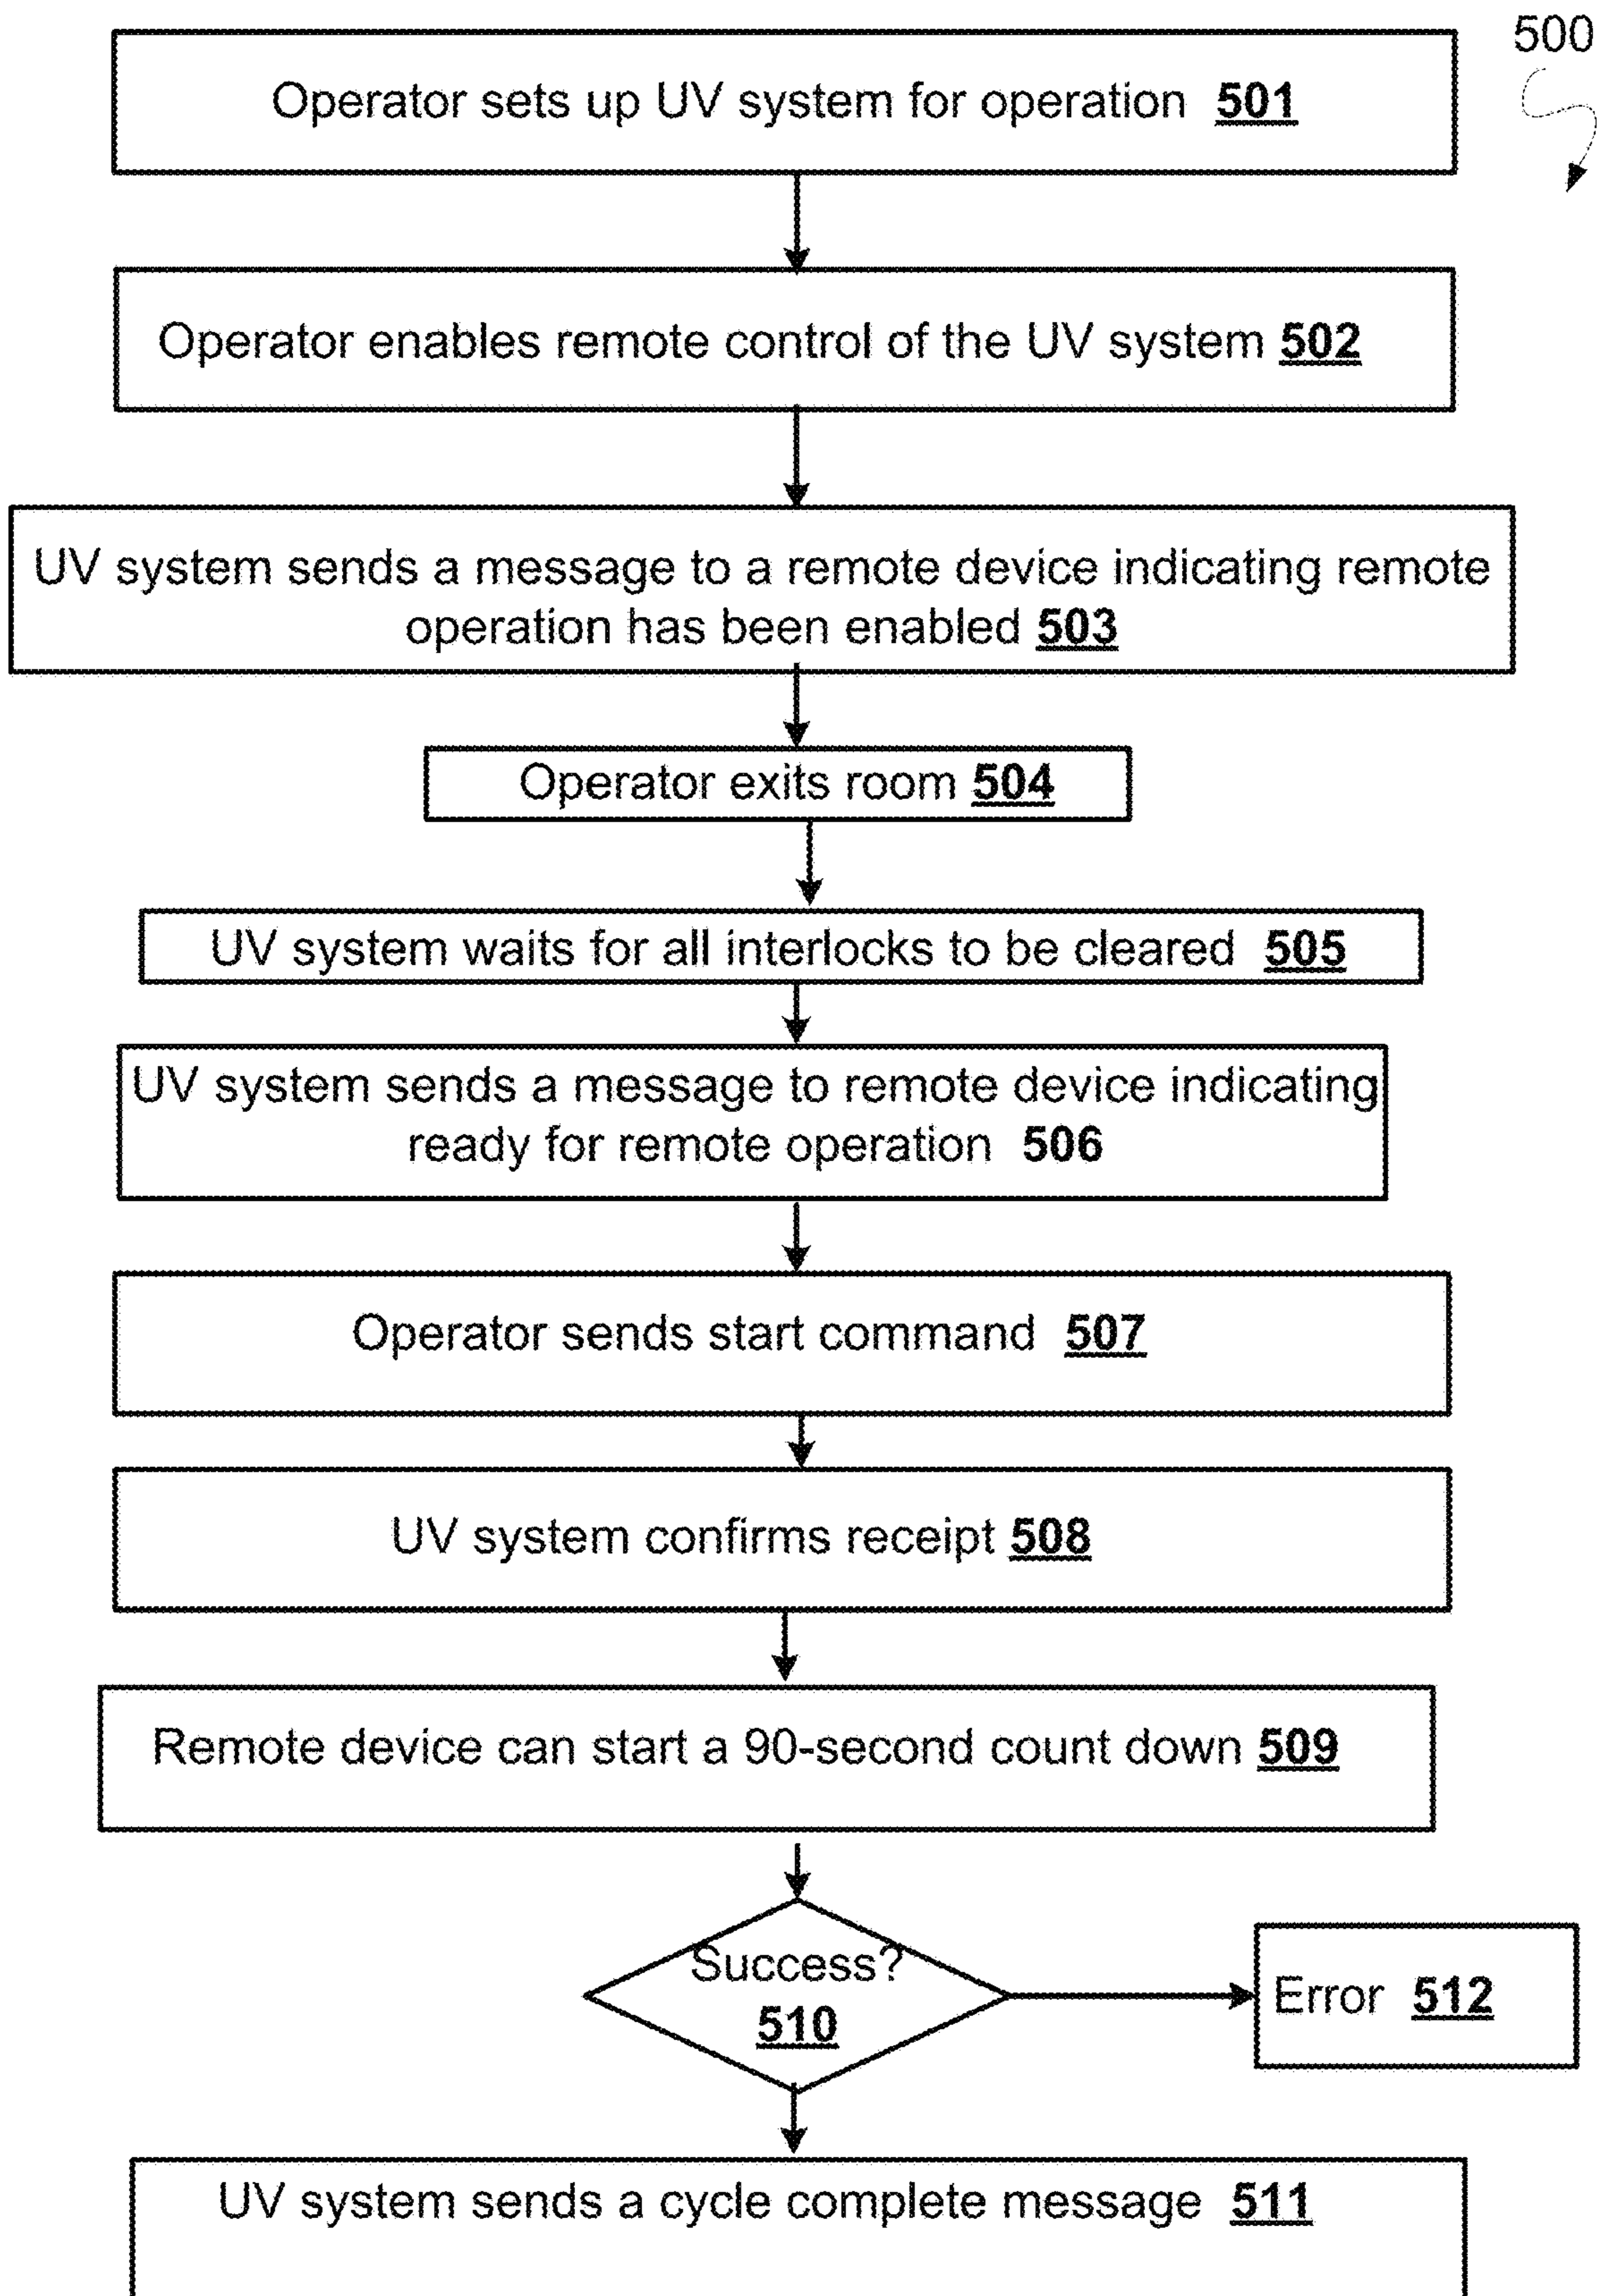 500
Operator sets up UV system for operation 501
Operator enables remote control of the UV system 502
UV system sends a message to a remote device indicating remote
operation has been enabled 503
Operator exits room 504
UV system waits for all interlocks to be cleared 505
UV system sends a message to remote device indicating
ready for remote operation 506
Operator sends start command 507
UV system confirms receipt 508
Remote device can start a 90-second count down 509
Success?
510
Error 512
UV system sends a cycle complete message 511